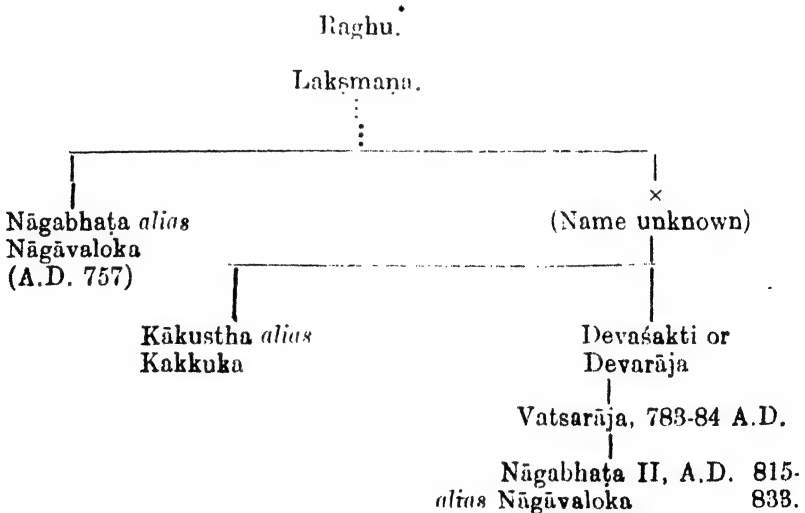 Raghu.
Lakṣmaṇa.
×
Nāgabhaṭa alias
(Name unknown)
Nāgāvaloka
(A.D. 757)
Kākustha alias
Devaśakti or
Kakkuka
Devarāja
Vatsarāja, 783-84 A.D.
Nāgabhaṭa II, A.D. 815-
alias Nāgāvaloka 833.